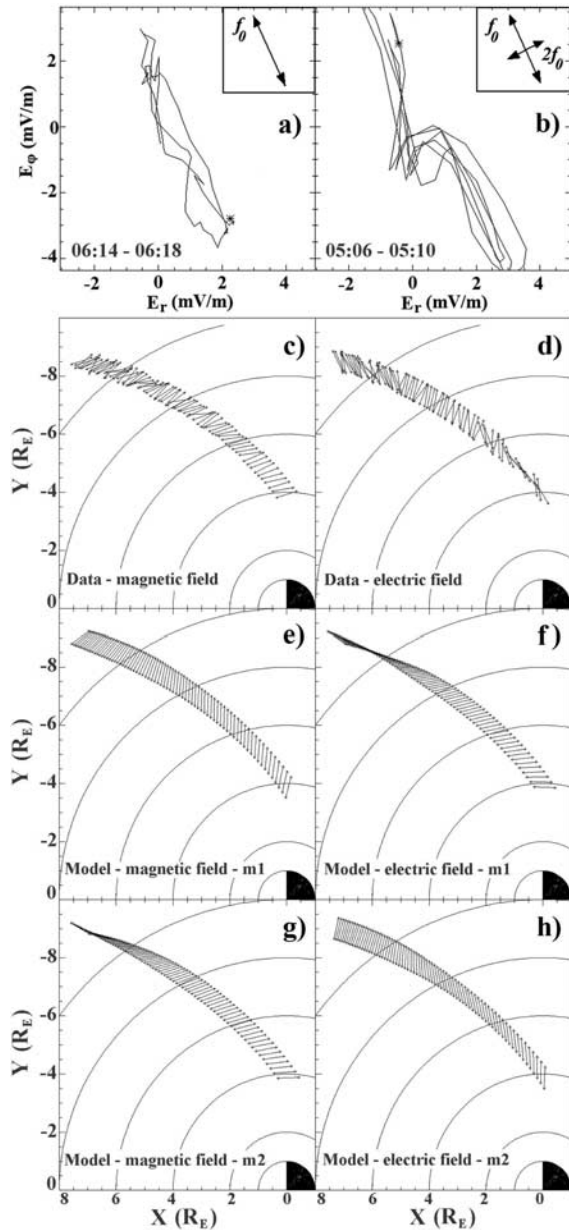 f0
a)
06:14 - 06:18
f0
2f0
b)
05:06 - 05:10
Eφ (mV/m)
2
0
-2
-4
-2 0 2 4
-2 0 2 4
Er (mV/m)
Er (mV/m)
c)
Data - magnetic field
d)
Data - electric field
Y (RE)
-8
-6
-4
-2
0
e)
Model - magnetic field - m1
f)
Model - electric field - m1
Y (RE)
-8
-6
-4
-2
0
g)
Model - magnetic field - m2
h)
Model - electric field - m2
Y (RE)
-8
-6
-4
-2
0
8 6 4 2 0
6 4 2 0
X (RE)
X (RE)